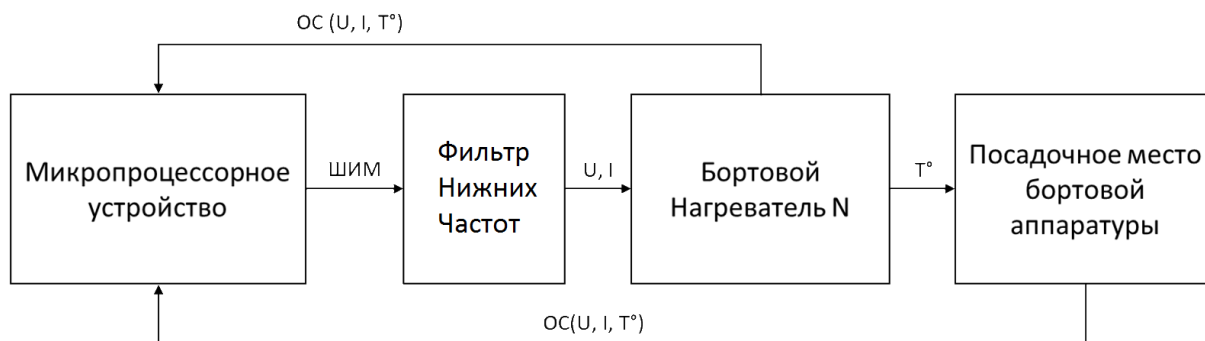 ОС (U, I, T°)
Микропроцессорное
устройство
ШИМ
Фильтр
Нижних
Частот
U, I
Бортовой
Нагреватель N
T°
Посадочное место
бортовой
аппаратуры
ОС(U, I, T°)